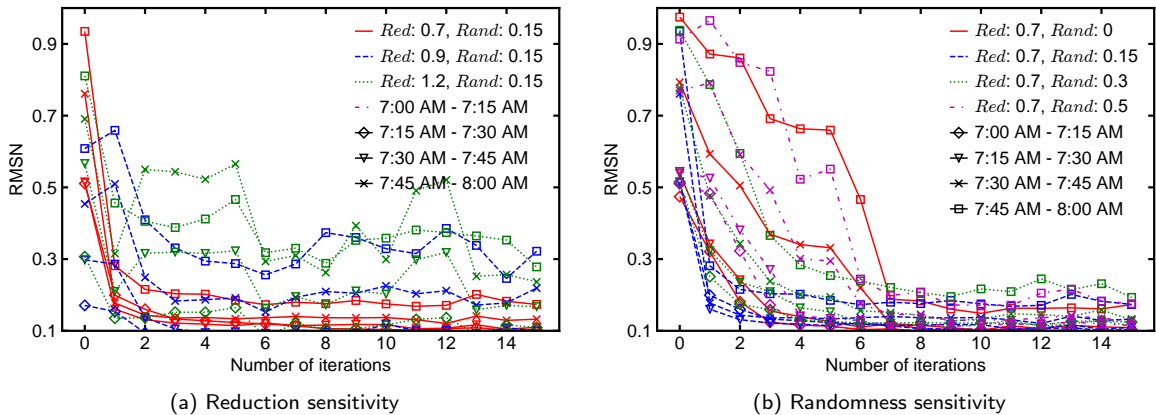 0.9
0.7
0.5
0.3
0.1
RMSN
0 2 4 6 8 10 12 14
Number of iterations
Red: 0.7, Rand: 0.15
Red: 0.9, Rand: 0.15
Red: 1.2, Rand: 0.15
7:00 AM - 7:15 AM
7:15 AM - 7:30 AM
7:30 AM - 7:45 AM
7:45 AM - 8:00 AM
(a) Reduction sensitivity
0.9
0.7
0.5
0.3
0.1
RMSN
0 2 4 6 8 10 12 14
Number of iterations
Red: 0.7, Rand: 0
Red: 0.7, Rand: 0.15
Red: 0.7, Rand: 0.3
Red: 0.7, Rand: 0.5
7:00 AM - 7:15 AM
7:15 AM - 7:30 AM
7:30 AM - 7:45 AM
7:45 AM - 8:00 AM
(b) Randomness sensitivity